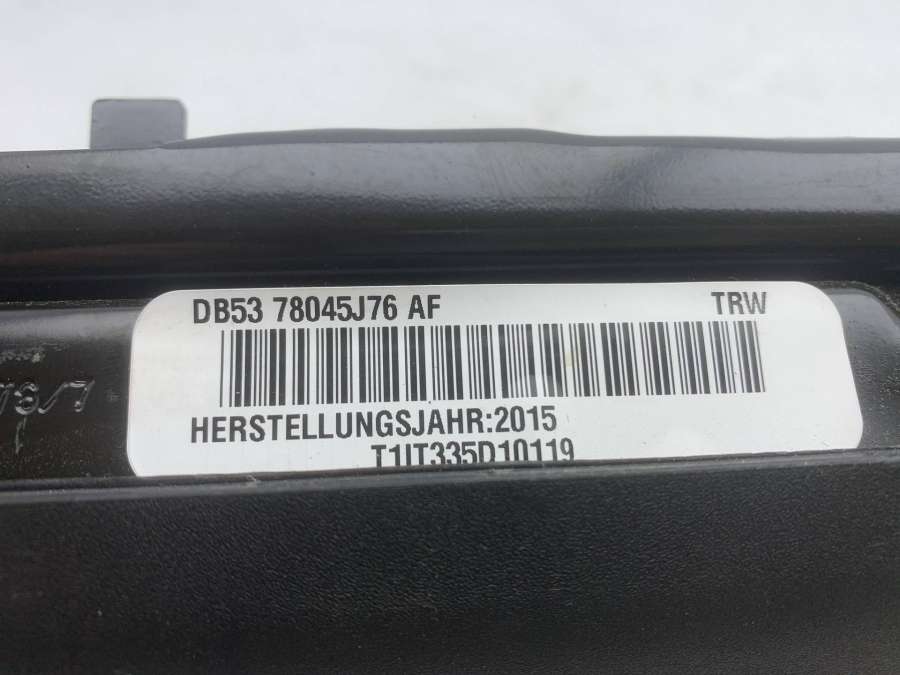 DB53 78045J76 AF TRW
HERSTELLUNGSJAHR:2015
T1IT335D10119